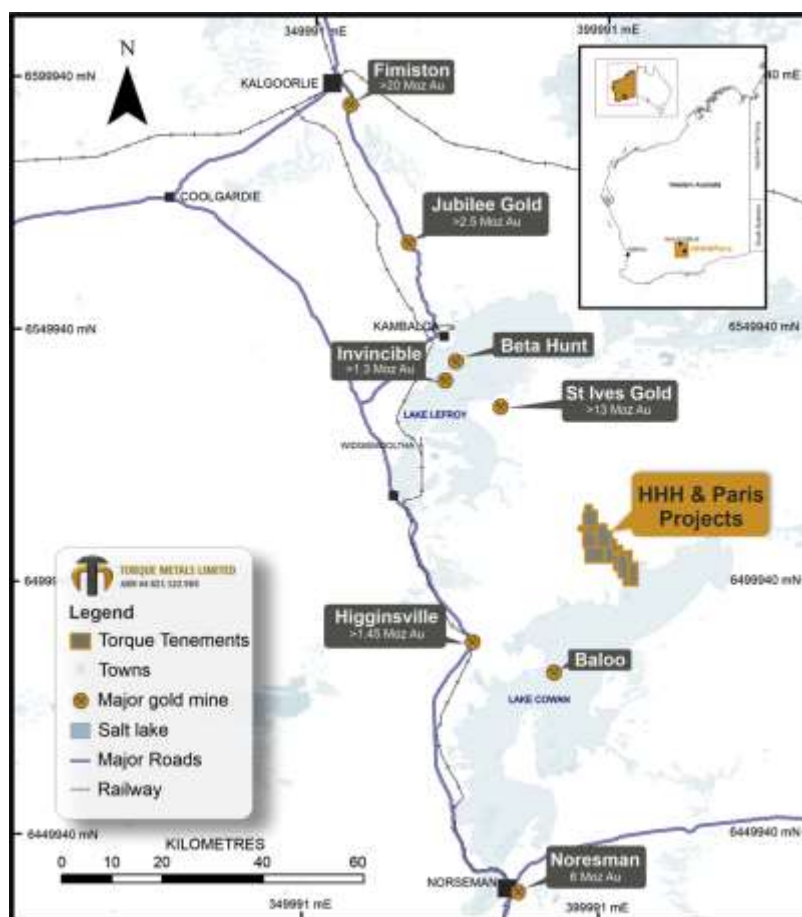 349991 mE
399991 mE
N
6599940 mN
KALGOORLIE
Fimiston
>20 Moz Au
40 mE
COOLGARDIE
Jubilee Gold
>2.5 Moz Au
Western Australia
6549940 mN
KAMBALDA
6549940 mN
Beta Hunt
Invincible
>1.3 Moz Au
St Ives Gold
>13 Moz Au
LAKE LEFROY
WIDGIEMOOLTHA
HHH & Paris
Projects
TORQUE METALS LIMITED
6499
6499940 mN
Legend
Torque Tenements
Towns
Major gold mine
Salt lake
Major Roads
Railway
Higginsville
>1.45 Moz Au
Baloo
LAKE COWAN
6449940 mN
6449940 mN
KILOMETRES
0 10 20 40 60
NORSEMAN
Noresman
6 Moz Au
349991 mE
399991 mE